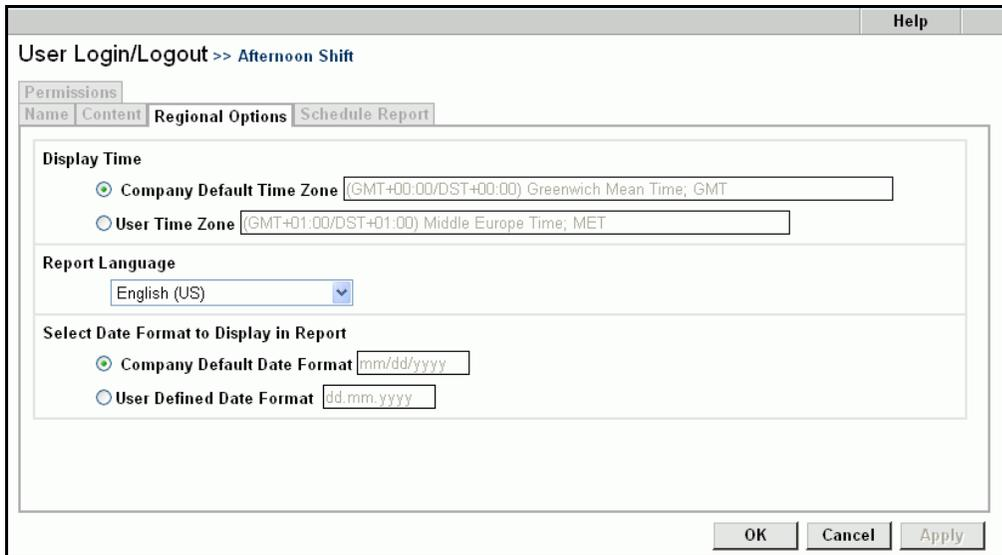 Help
User Login/Logout >> Afternoon Shift
Permissions
Name Content Regional Options Schedule Report
Display Time
Company Default Time Zone (GMT+00:00/DST+00:00) Greenwich Mean Time; GMT
User Time Zone (GMT+01:00/DST+01:00) Middle Europe Time; MET
Report Language
English (US)
Select Date Format to Display in Report
Company Default Date Format mm/dd/yyyy
User Defined Date Format dd.mm.yyyy
OK Cancel Apply